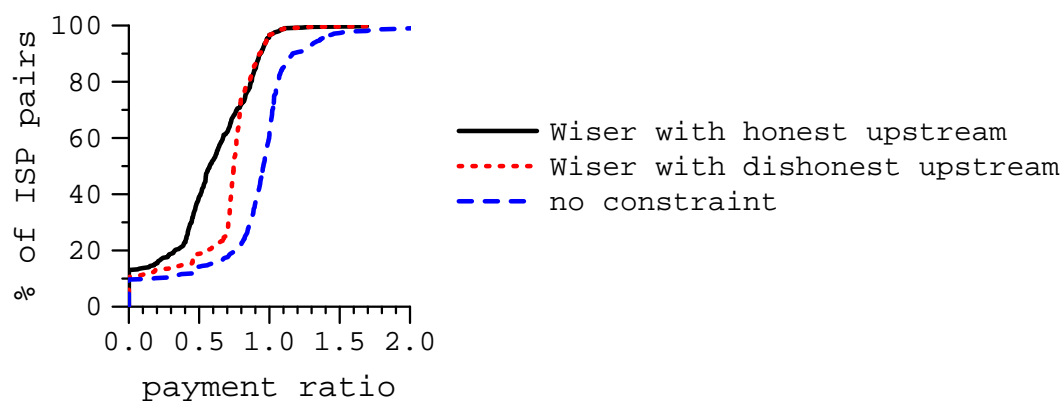 % of ISP pairs
100
80
60
40
20
0
0.0 0.5 1.0 1.5 2.0
payment ratio
Wiser with honest upstream
Wiser with dishonest upstream
no constraint